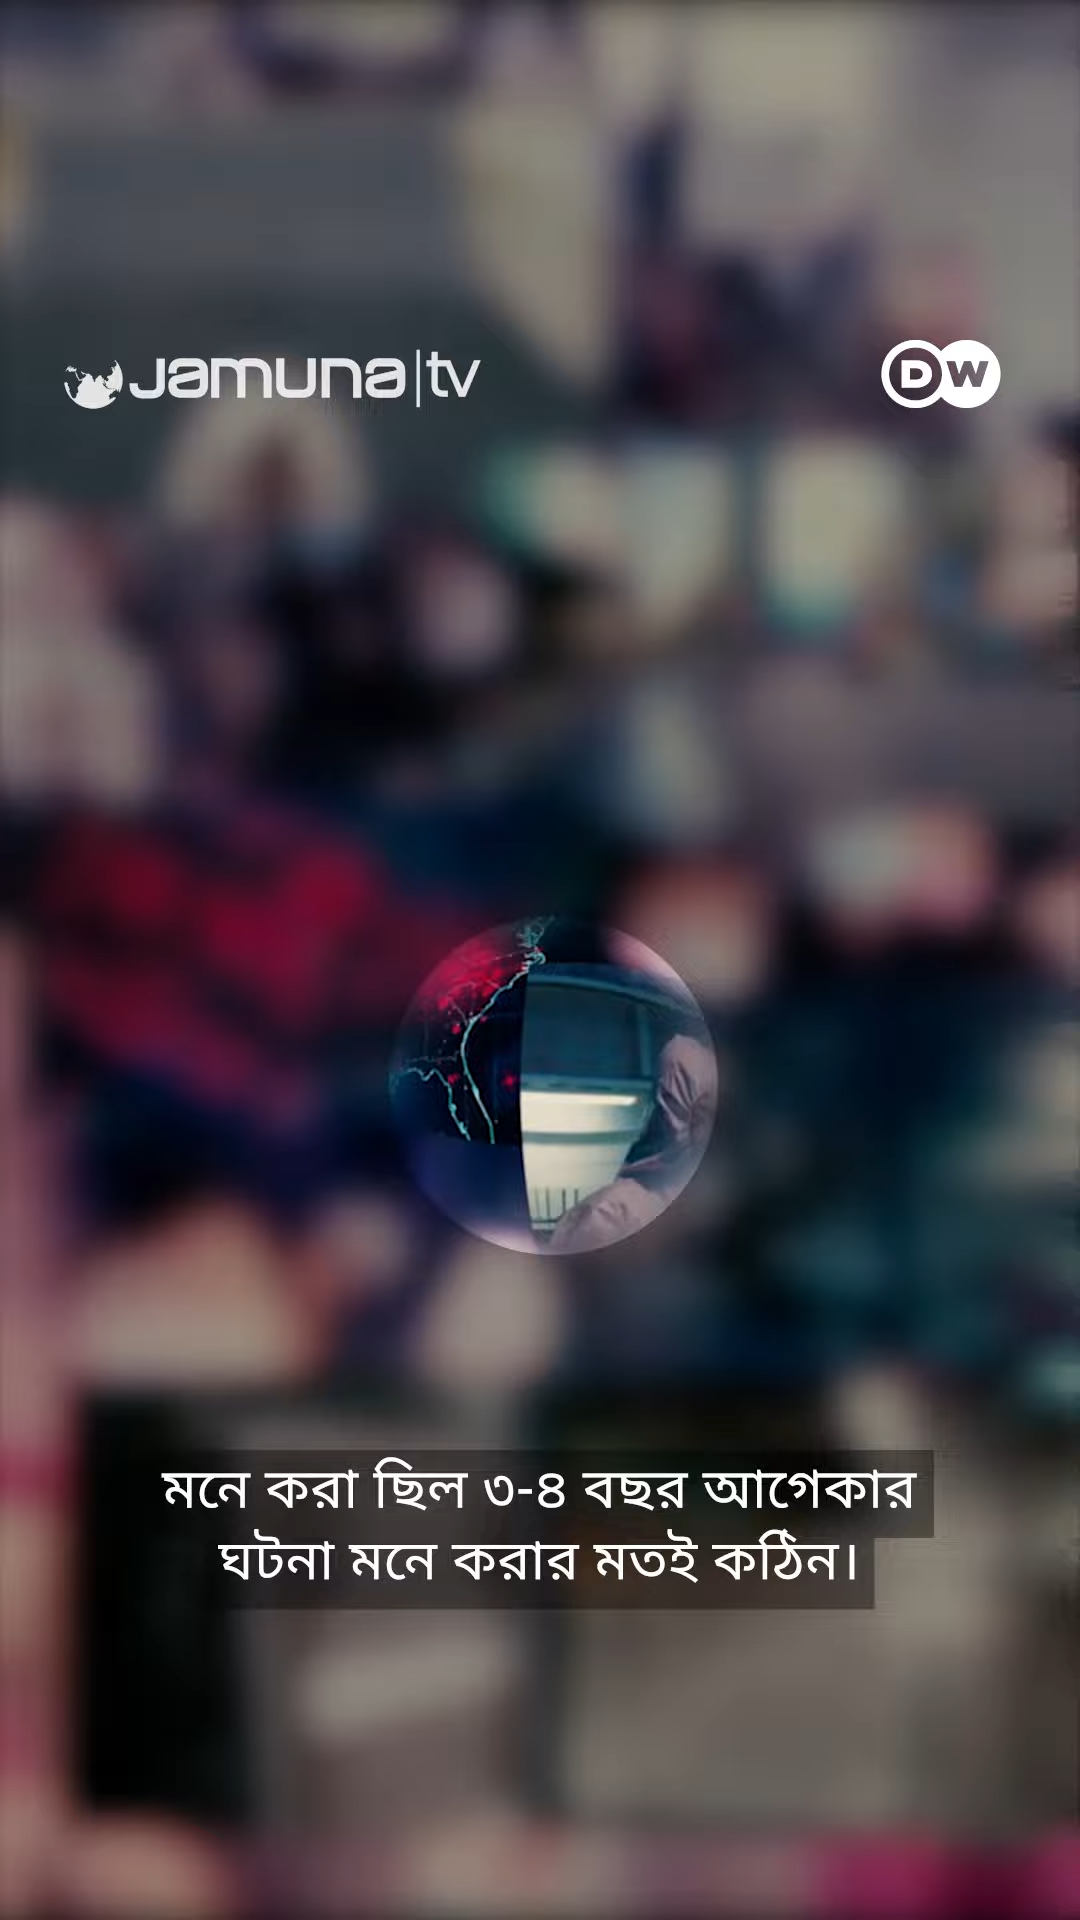 Jamuna|tv
DW
মনে করা ছিল ৩-৪ বছর আগেকার
ঘটনা মনে করার মতই কঠিন।